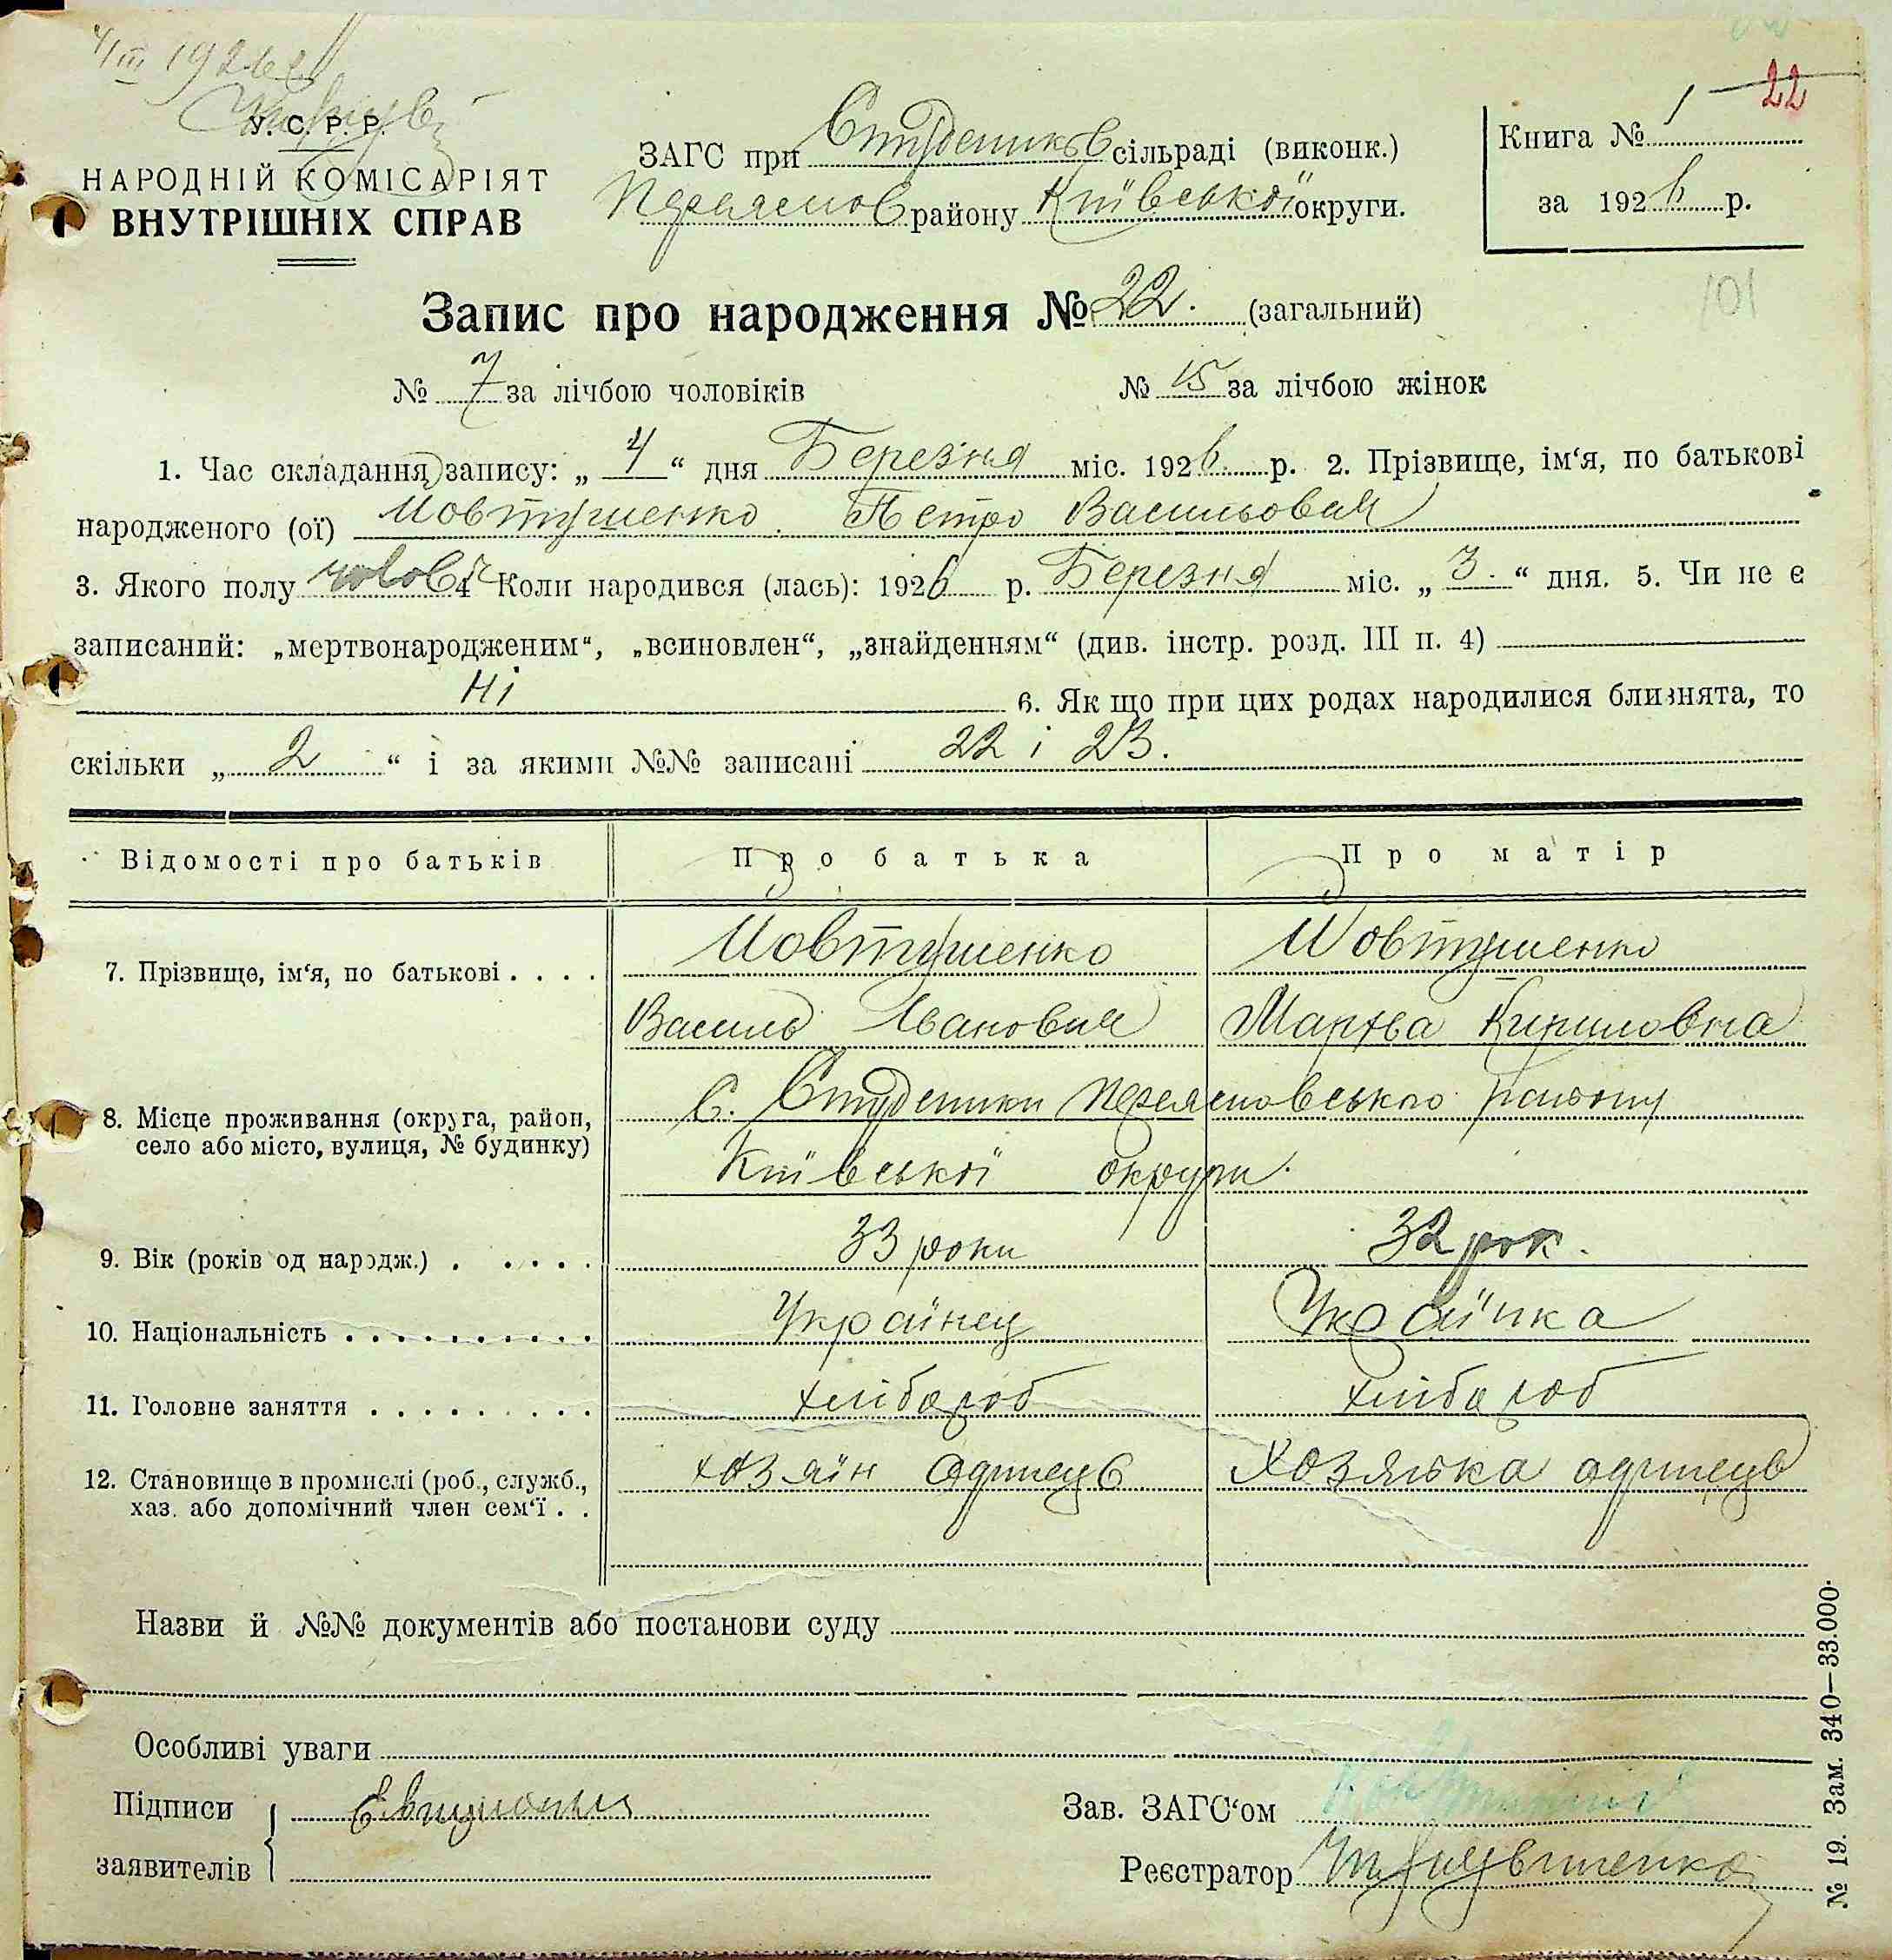 4/III 1926
22
У. С. Р. Р.
НАРОДНІЙ КОМІСАРІЯТ
ВНУТРІШНІХ СПРАВ
ЗАГС при Студеников сільраді (виконк.)
Переяслов району Київської округи.
Книга № 1
за 1926 р.
101
Запис про народження № 22. (загальний)
№ 7 за лічбою чоловіків № 15 за лічбою жінок
1. Час складання запису: „ 4 “ дня Березня міс. 1926 р. 2. Прізвище, ім‘я, по батькові
народженого (ої) Шовтушенко Петро Васильович
3. Якого полу чолов 4 Коли народився (лась): 1926 р. Березня міс. „ 3. “ дня. 5. Чи не є
записаний: „мертвонародженим“, „всиновлен“, „знайденням“ (див. інстр. розд. III п. 4)
Ні 6. Як що при цих родах народилися близнята, то
скільки „ 2 “ і за якими №№ записані 22 і 23.
Відомості про батьків Про батька Про матір
7. Прізвище, ім‘я, по батькові . . . . Шовтушенко Шовтушенко
Василь Іванович Марфа Кириловна
8. Місце проживання (округа, район, село або місто, вулиця, № будинку) с. Студеники Переясловського району
Київської округи.
9. Вік (років од народж.) . . . . . 33 роки 32 рок.
10. Національність . . . . . . . . . . Українец Українка
11. Головне заняття . . . . . . . . . хлібороб хлібороб
12. Становище в промислі (роб., служб., хаз. або допомічний член сем‘ї . . хозяїн одинець Хозяйка одинець
Назви й №№ документів або постанови суду
Особливі уваги
Підписи
заявителів
Зав. ЗАГС‘ом
Реєстратор
№ 19. Зам. 340—33.000.